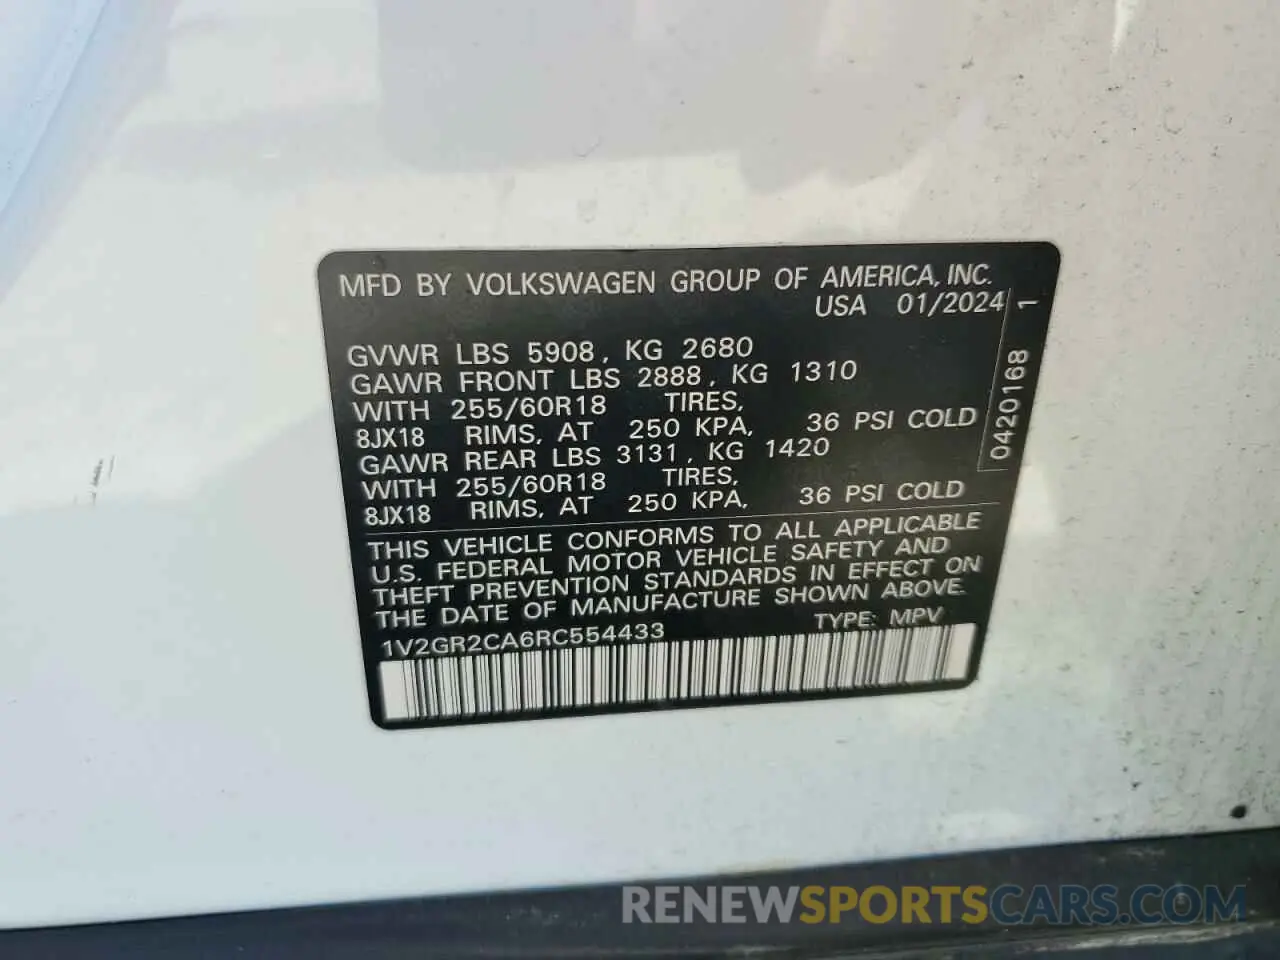 MFD BY VOLKSWAGEN GROUP OF AMERICA, INC.
USA 01/2024
GVWR LBS 5908, KG 2680
GAWR FRONT LBS 2888, KG 1310
WITH 255/60R18 TIRES,
8JX18 RIMS, AT 250 KPA, 36 PSI COLD
GAWR REAR LBS 3131, KG 1420
WITH 255/60R18 TIRES,
8JX18 RIMS, AT 250 KPA, 36 PSI COLD
0420168 1
THIS VEHICLE CONFORMS TO ALL APPLICABLE
U.S. FEDERAL MOTOR VEHICLE SAFETY AND
THEFT PREVENTION STANDARDS IN EFFECT ON
THE DATE OF MANUFACTURE SHOWN ABOVE.
1V2GR2CA6RC554433 TYPE: MPV
RENEWSPORTSCARS.COM